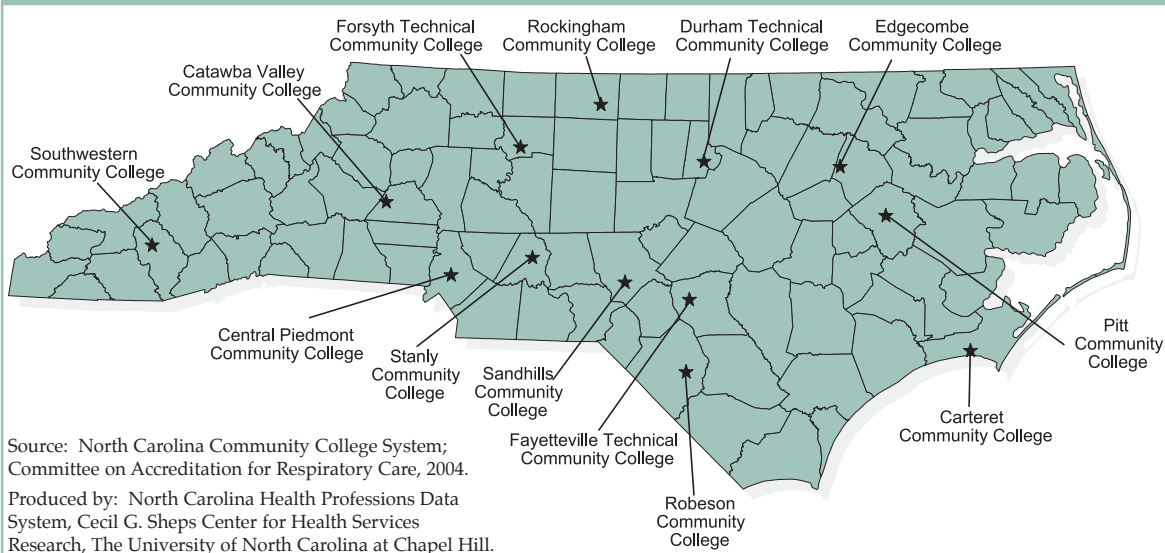 Forsyth Technical
Community College
Rockingham
Community College
Durham Technical
Community College
Edgecombe
Community College
Catawba Valley
Community College
Southwestern
Community College
Central Piedmont
Community College
Stanly
Community
College
Sandhills
Community
College
Fayetteville Technical
Community College
Robeson
Community
College
Carteret
Community College
Pitt
Community
College
Source: North Carolina Community College System;
Committee on Accreditation for Respiratory Care, 2004.
Produced by: North Carolina Health Professions Data
System, Cecil G. Sheps Center for Health Services
Research, The University of North Carolina at Chapel Hill.